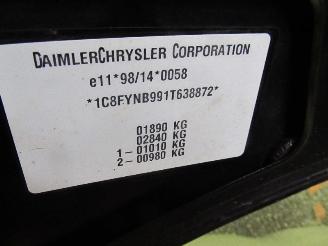 DAIMLERCHRYSLER CORPORATION
e11*98/14*0058
*1C8FYNB991T638872*
01890 KG
02840 KG
1-01010 KG
2-00980 KG